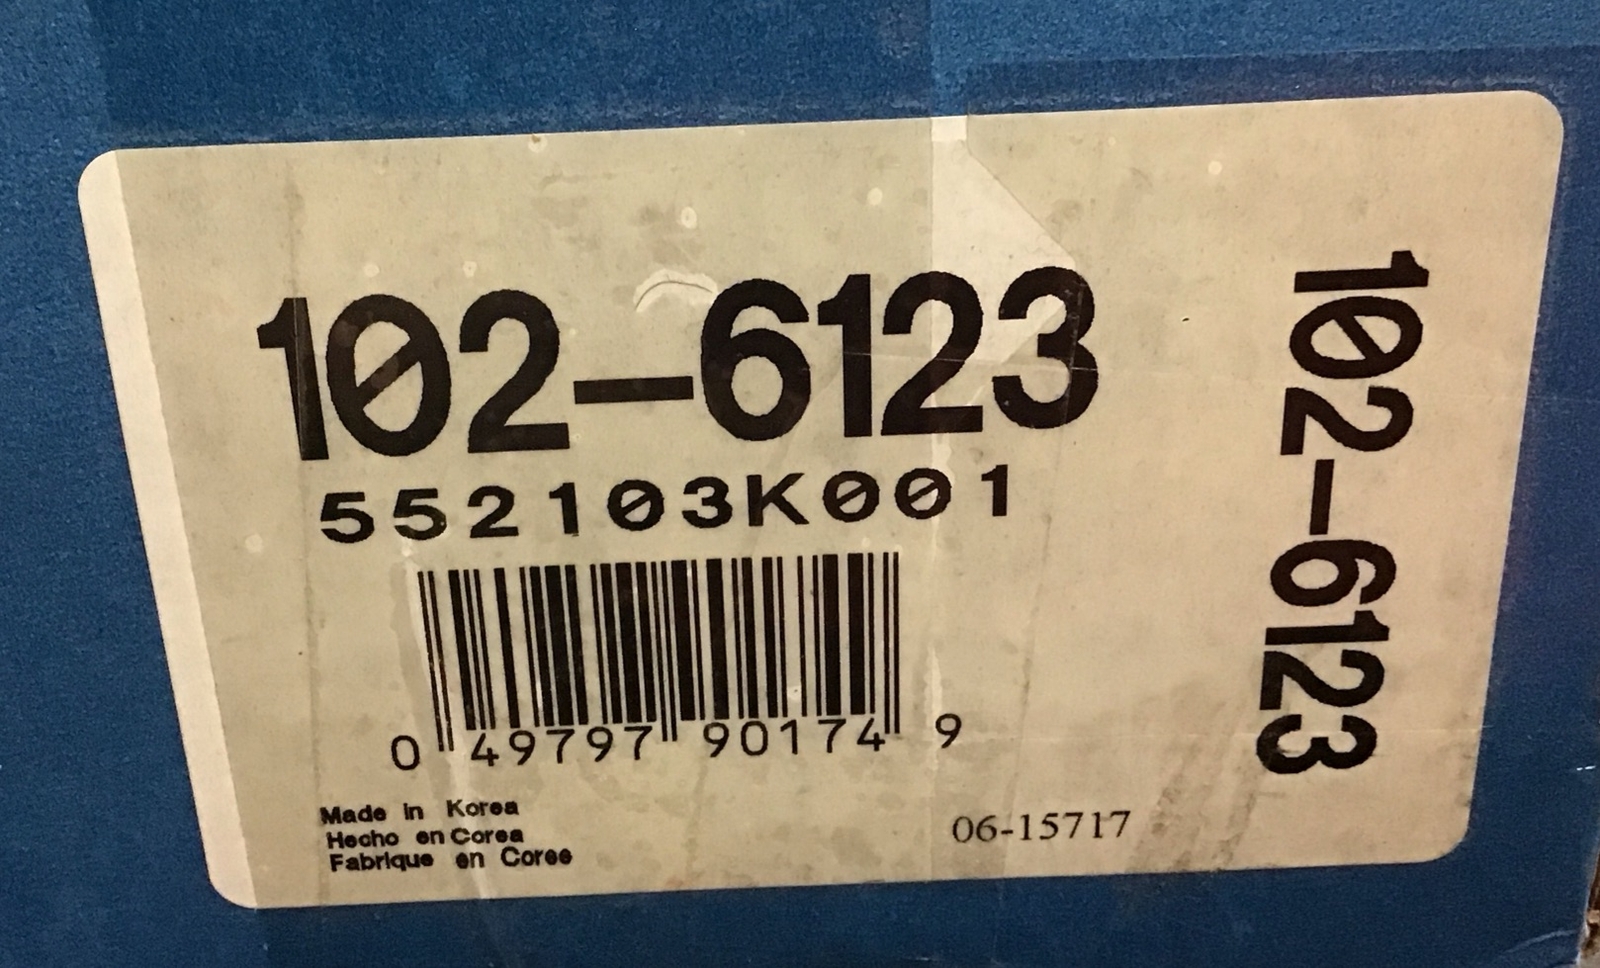 102-6123
552103K001
0 49797 90174 9
Made in Korea
Hecho en Corea
Fabrique en Coree
06-15717
102-6123